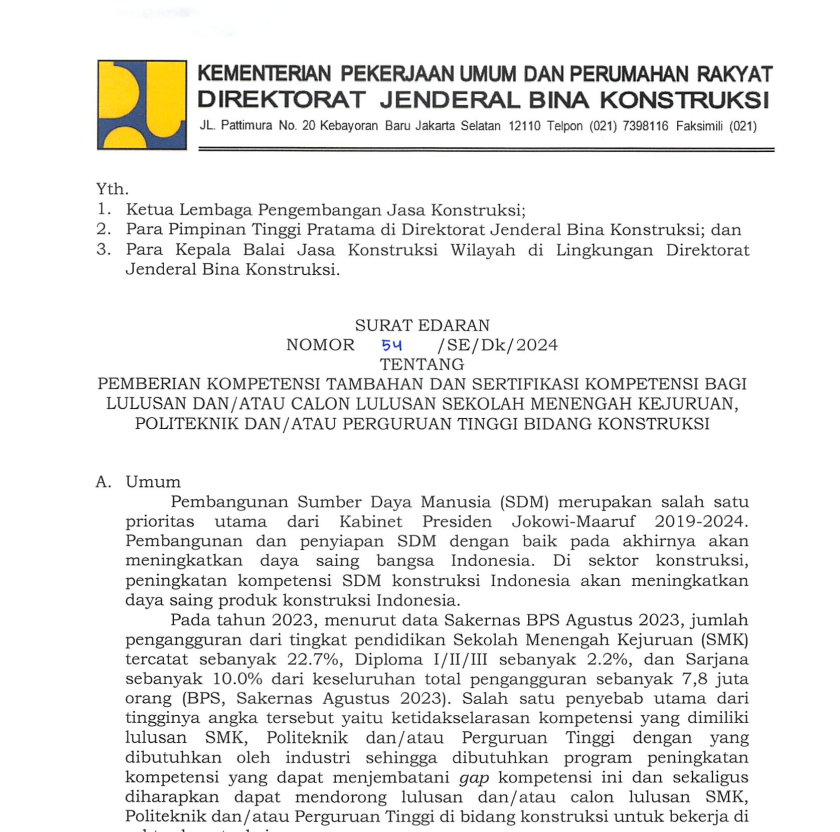 KEMENTERIAN PEKERJAAN UMUM DAN PERUMAHAN RAKYAT
DIREKTORAT JENDERAL BINA KONSTRUKSI
JL. Pattimura No. 20 Kebayoran Baru Jakarta Selatan 12110 Telpon (021) 7398116 Faksimili (021)
Yth.
1. Ketua Lembaga Pengembangan Jasa Konstruksi;
2. Para Pimpinan Tinggi Pratama di Direktorat Jenderal Bina Konstruksi; dan
3. Para Kepala Balai Jasa Konstruksi Wilayah di Lingkungan Direktorat
Jenderal Bina Konstruksi.
SURAT EDARAN
NOMOR 54 /SE/Dk/2024
TENTANG
PEMBERIAN KOMPETENSI TAMBAHAN DAN SERTIFIKASI KOMPETENSI BAGI
LULUSAN DAN/ATAU CALON LULUSAN SEKOLAH MENENGAH KEJURUAN,
POLITEKNIK DAN/ATAU PERGURUAN TINGGI BIDANG KONSTRUKSI
A. Umum
Pembangunan Sumber Daya Manusia (SDM) merupakan salah satu
prioritas utama dari Kabinet Presiden Jokowi-Maaruf 2019-2024.
Pembangunan dan penyiapan SDM dengan baik pada akhirnya akan
meningkatkan daya saing bangsa Indonesia. Di sektor konstruksi,
peningkatan kompetensi SDM konstruksi Indonesia akan meningkatkan
daya saing produk konstruksi Indonesia.
Pada tahun 2023, menurut data Sakernas BPS Agustus 2023, jumlah
pengangguran dari tingkat pendidikan Sekolah Menengah Kejuruan (SMK)
tercatat sebanyak 22.7%, Diploma I/II/III sebanyak 2.2%, dan Sarjana
sebanyak 10.0% dari keseluruhan total pengangguran sebanyak 7,8 juta
orang (BPS, Sakernas Agustus 2023). Salah satu penyebab utama dari
tingginya angka tersebut yaitu ketidakselarasan kompetensi yang dimiliki
lulusan SMK, Politeknik dan/atau Perguruan Tinggi dengan yang
dibutuhkan oleh industri sehingga dibutuhkan program peningkatan
kompetensi yang dapat menjembatani gap kompetensi ini dan sekaligus
diharapkan dapat mendorong lulusan dan/atau calon lulusan SMK,
Politeknik dan/atau Perguruan Tinggi di bidang konstruksi untuk bekerja di